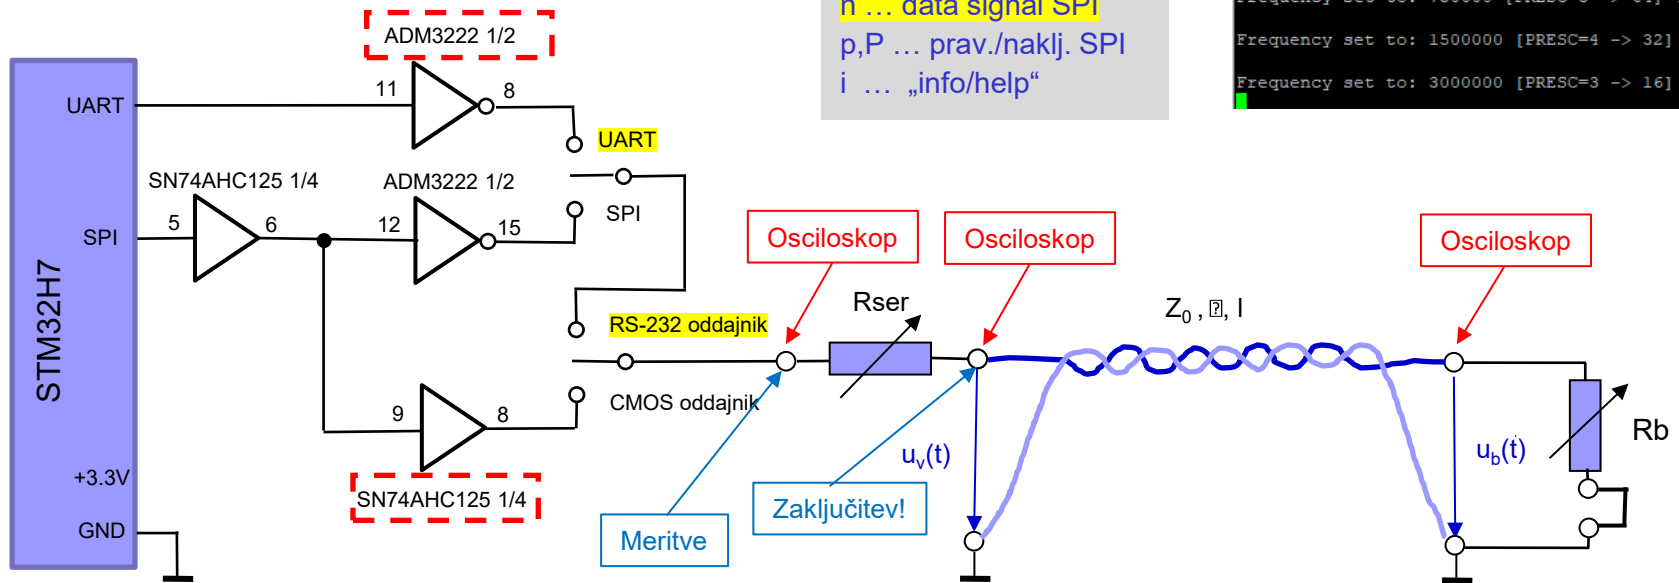 n … data signal SPI
p,P … prav./naklj. SPI
i … „info/help“
Frequency set to: 1500000 [PRESC=4 -> 32]
Frequency set to: 3000000 [PRESC=3 -> 16]
ADM3222 1/2
UART
11
8
UART
SN74AHC125 1/4
ADM3222 1/2
SPI
5
6
12
15
SPI
STM32H7
Osciloskop
Osciloskop
Osciloskop
Rser
Z0 , , l
RS-232 oddajnik
CMOS oddajnik
9
8
uv(t)
ub(t)
Rb
+3.3V
SN74AHC125 1/4
Zaključitev!
Meritve
GND